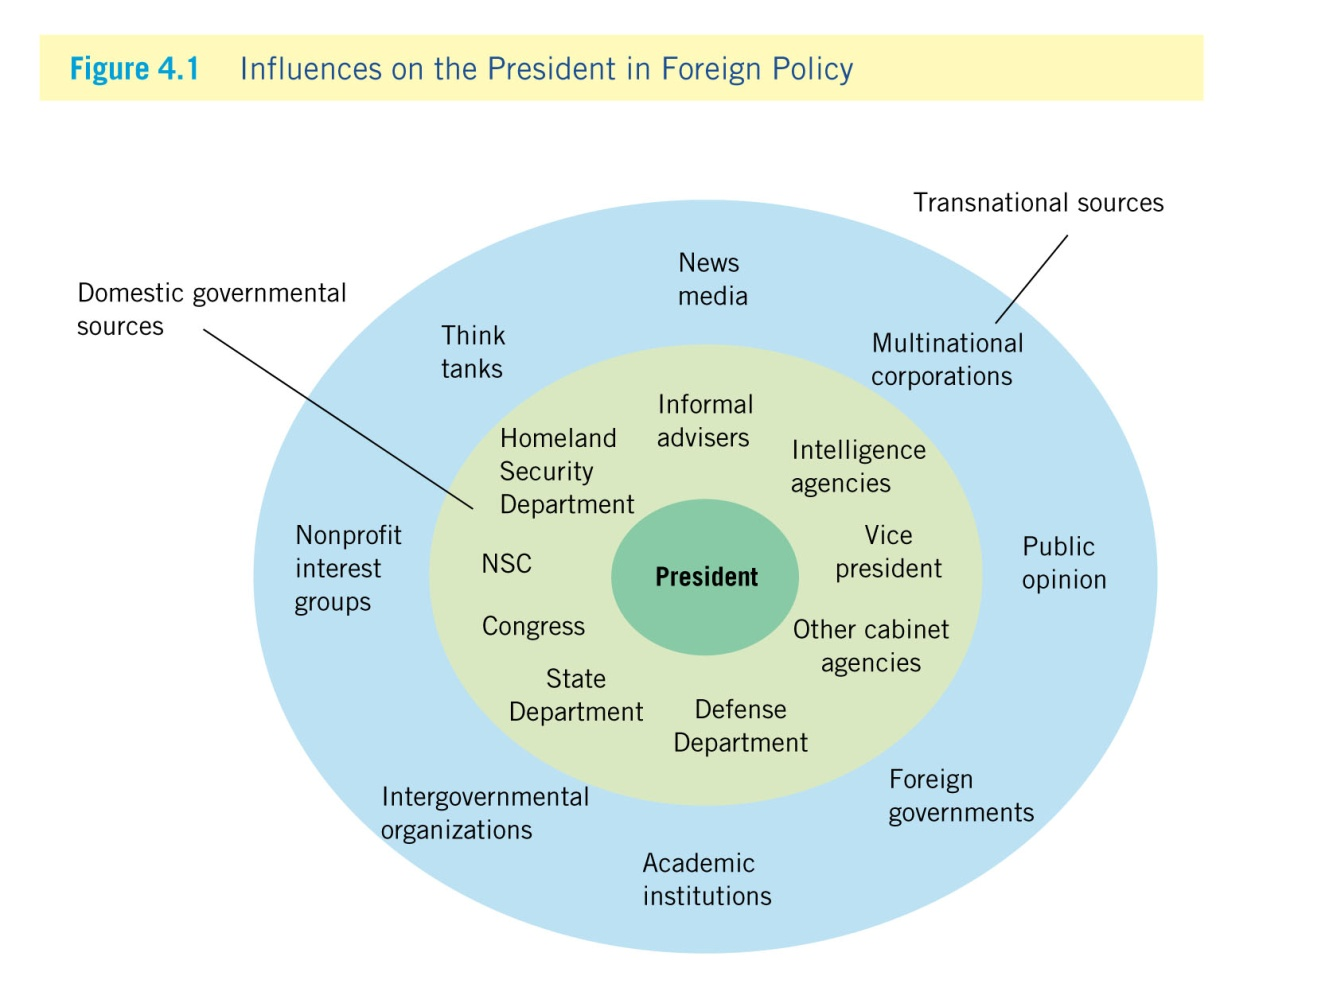 Figure 4.1 Influences on the President in Foreign Policy
Transnational sources
Domestic governmental
sources
News
media
Think
tanks
Multinational
corporations
Informal
advisers
Homeland
Security
Department
Intelligence
agencies
Nonprofit
interest
groups
NSC
President
Vice
president
Public
opinion
Congress
Other cabinet
agencies
State
Department
Defense
Department
Intergovernmental
organizations
Foreign
governments
Academic
institutions